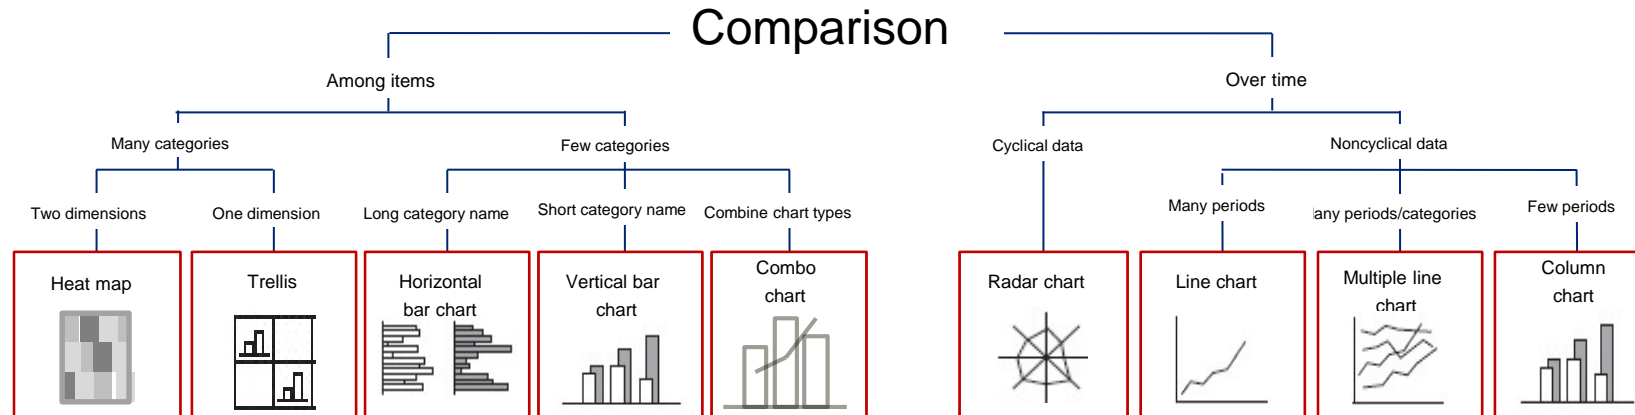 Comparison
Among items
Over time
Many categories
Few categories
Cyclical data
Noncyclical data
Two dimensions
One dimension
Long category name
Short category name
Combine chart types
Many periods
any periods/categories
Few periods
Heat map
Trellis
Horizontal
bar chart
Vertical bar
chart
Combo
chart
Radar chart
Line chart
Multiple line
chart
Column
chart